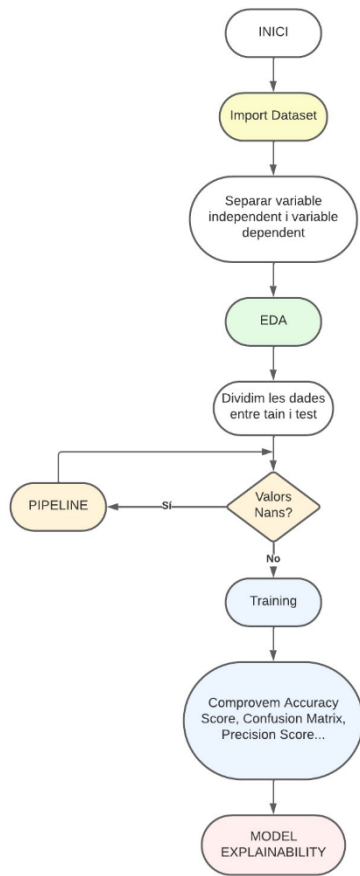 INICI
Import Dataset
Separar variable
independent i variable
dependent
EDA
Dividim les dades
entre tain i test
Valors
Nans?
Sí
PIPELINE
No
Training
Comprovem Accuracy
Score, Confusion Matrix,
Precision Score...
MODEL
EXPLAINABILITY